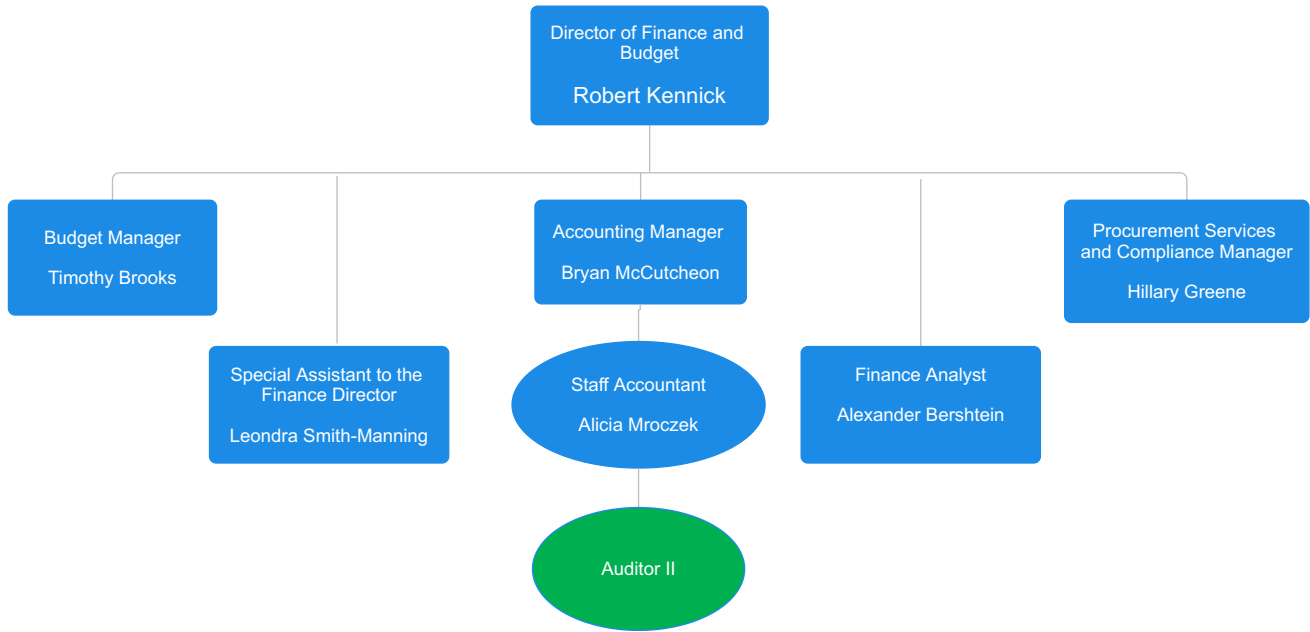 Director of Finance and
Budget
Robert Kennick
Budget Manager
Timothy Brooks
Accounting Manager
Bryan McCutcheon
Procurement Services
and Compliance Manager
Hillary Greene
Special Assistant to the
Finance Director
Leondra Smith-Manning
Staff Accountant
Alicia Mroczek
Finance Analyst
Alexander Bershtein
Auditor II